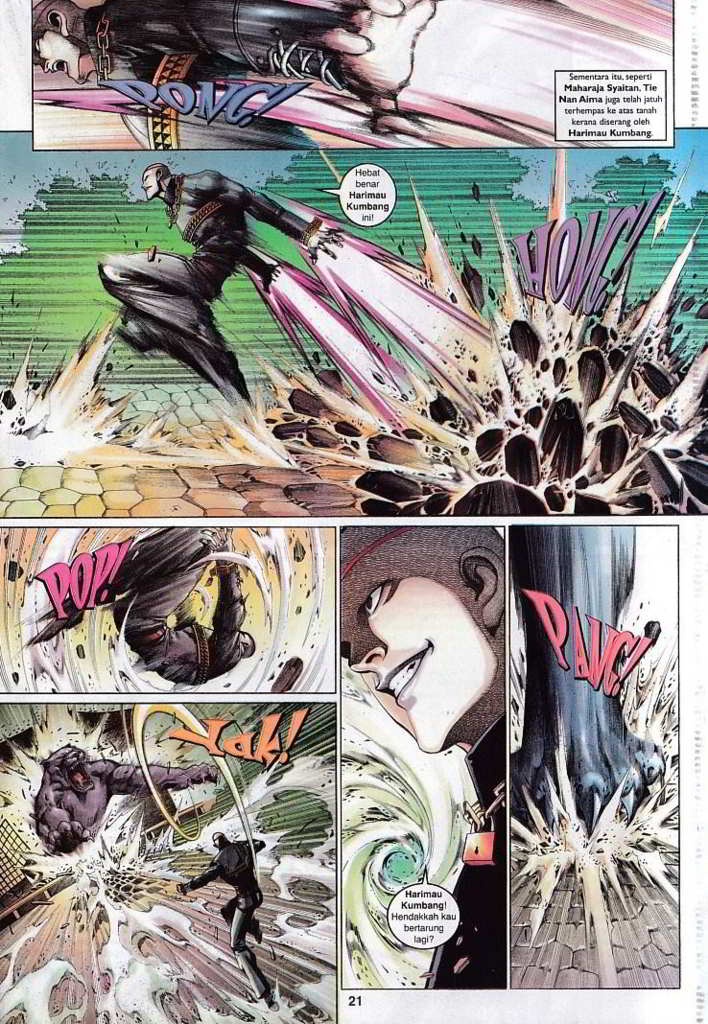 PONG!
Sementara itu, seperti
Maharaja Syaitan, Tie
Nan Aima juga telah jatuh
terhempas ke atas tanah
kerana diserang oleh
Harimau Kumbang.
Hebat
benar
Harimau
Kumbang
ini!
HONG!
POP!
PANG!
Yak!
Harimau
Kumbang!
Hendakkah kau
bertarung
lagi?
21